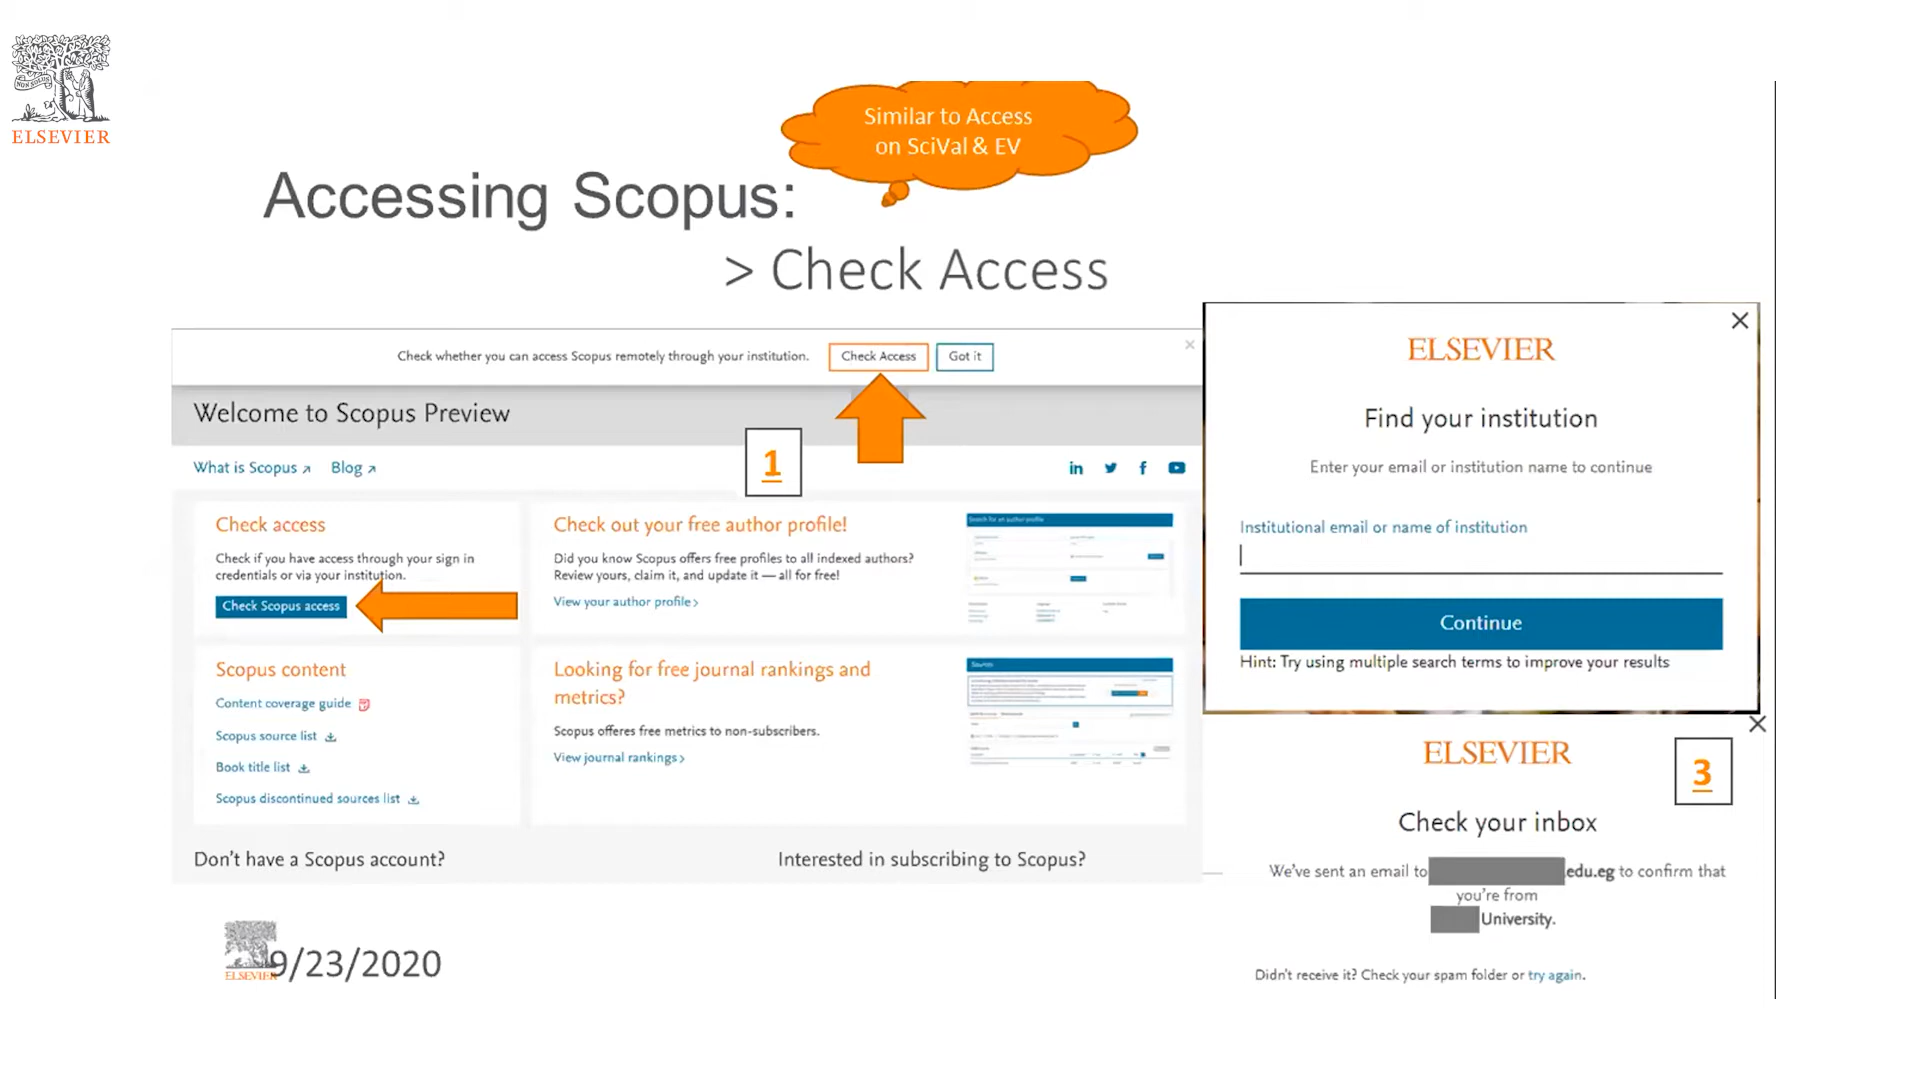 NON SOLUS
ELSEVIER
Similar to Access
on SciVal & EV
Accessing Scopus:
> Check Access
Check whether you can access Scopus remotely through your institution.
Check Access
Got it
Welcome to Scopus Preview
1
What is Scopus
Blog
Check access
Check if you have access through your sign in
credentials or via your institution.
Check Scopus access
Check out your free author profile!
Did you know Scopus offers free profiles to all indexed authors?
Review yours, claim it, and update it — all for free!
View your author profile
Search for an author profile
Scopus content
Content coverage guide
Scopus source list
Book title list
Scopus discontinued sources list
Looking for free journal rankings and
metrics?
Scopus offeres free metrics to non-subscribers.
View journal rankings
Sources
Don't have a Scopus account?
Interested in subscribing to Scopus?
ELSEVIER
Find your institution
Enter your email or institution name to continue
Institutional email or name of institution
Continue
Hint: Try using multiple search terms to improve your results
ELSEVIER
3
Check your inbox
We've sent an email to .edu.eg to confirm that
you're from
University.
Didn't receive it? Check your spam folder or try again.
ELSEVIER
9/23/2020